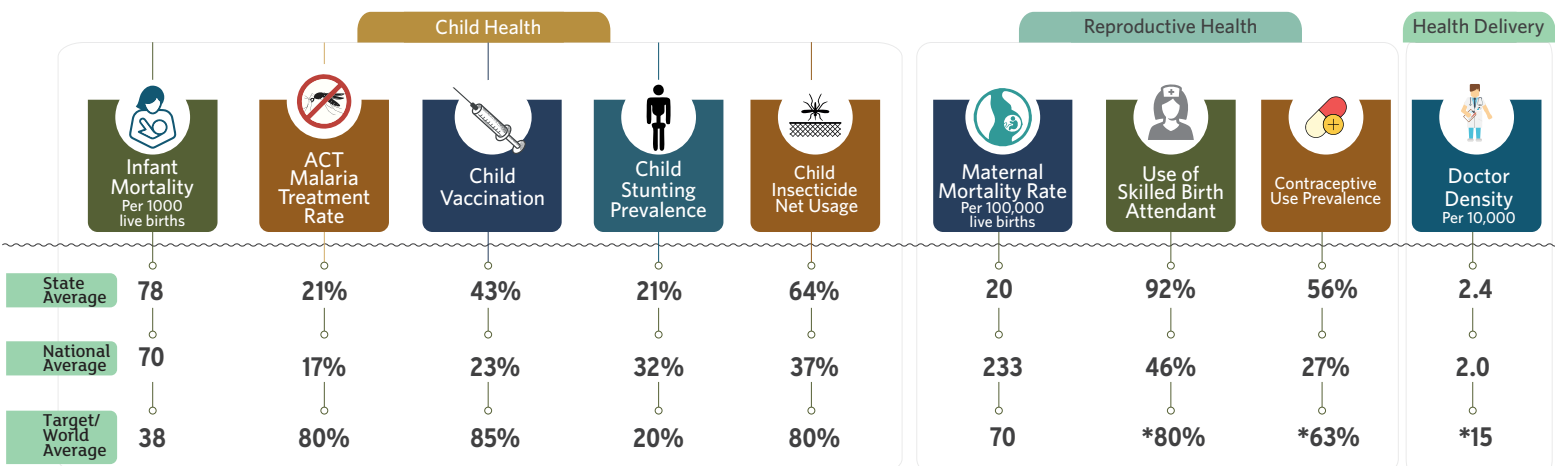 Child Health
Reproductive Health
Health Delivery
Infant
Mortality
Per 1000
live births
ACT
Malaria
Treatment
Rate
Child
Vaccination
Child
Stunting
Prevalence
Child
Insecticide
Net Usage
Maternal
Mortality Rate
Per 100,000
live births
Use of
Skilled Birth
Attendant
Contraceptive
Use Prevalence
Doctor
Density
Per 10,000
State
Average
78 21% 43% 21% 64% 20 92% 56% 2.4
National
Average
70 17% 23% 32% 37% 233 46% 27% 2.0
Target/
World
Average
38 80% 85% 20% 80% 70 *80% *63% *15